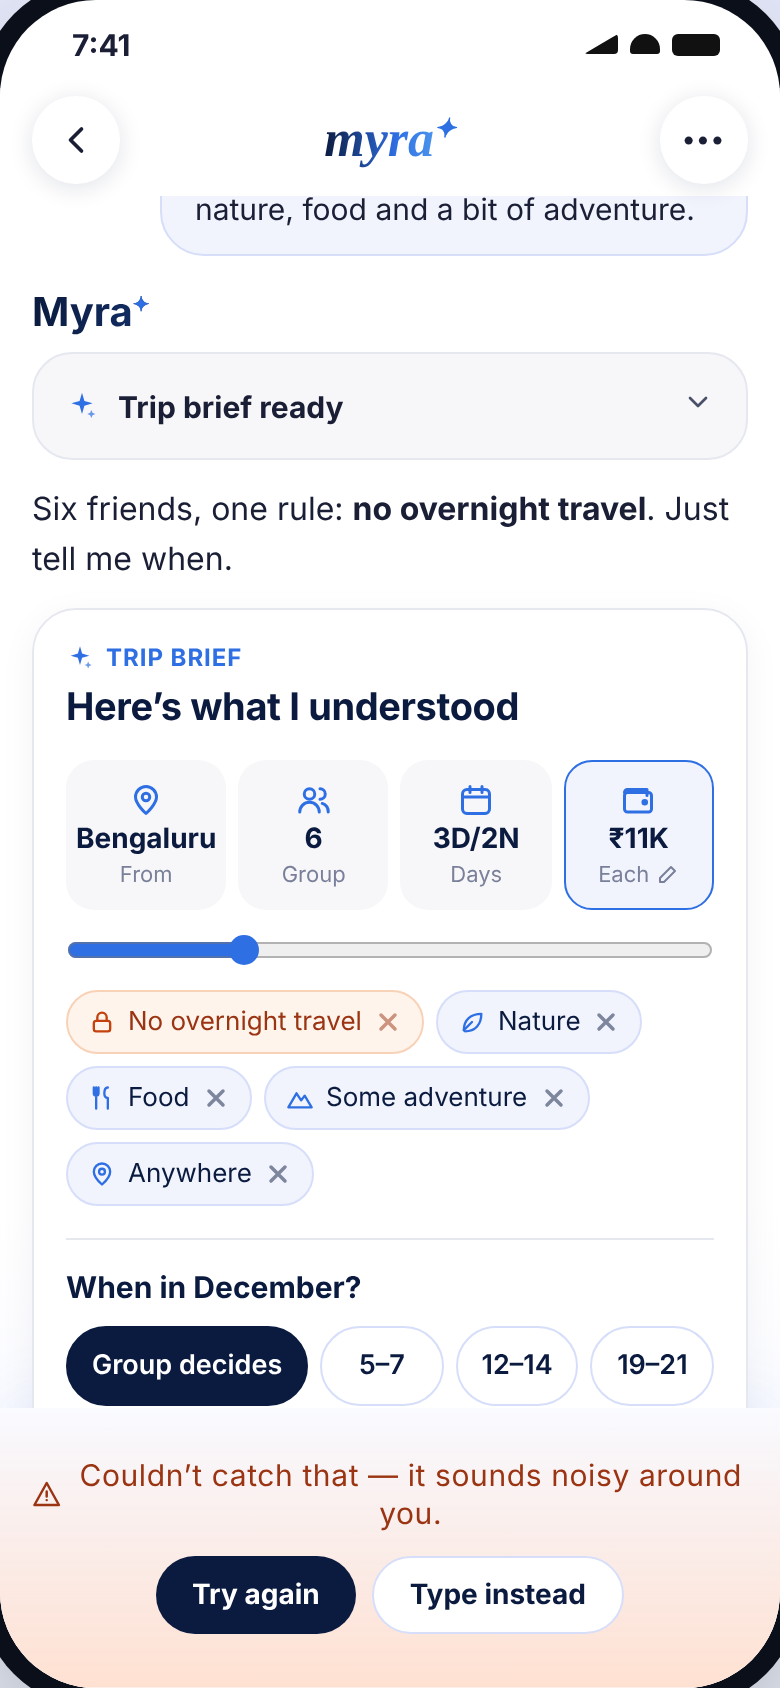 7:41
myra
nature, food and a bit of adventure.
Myra
Trip brief ready
Six friends, one rule: no overnight travel. Just
tell me when.
TRIP BRIEF
Here’s what I understood
Bengaluru
From
6
Group
3D/2N
Days
₹11K
Each
No overnight travel
Nature
Food
Some adventure
Anywhere
When in December?
Group decides
5–7
12–14
19–21
Couldn’t catch that — it sounds noisy around
you.
Try again
Type instead